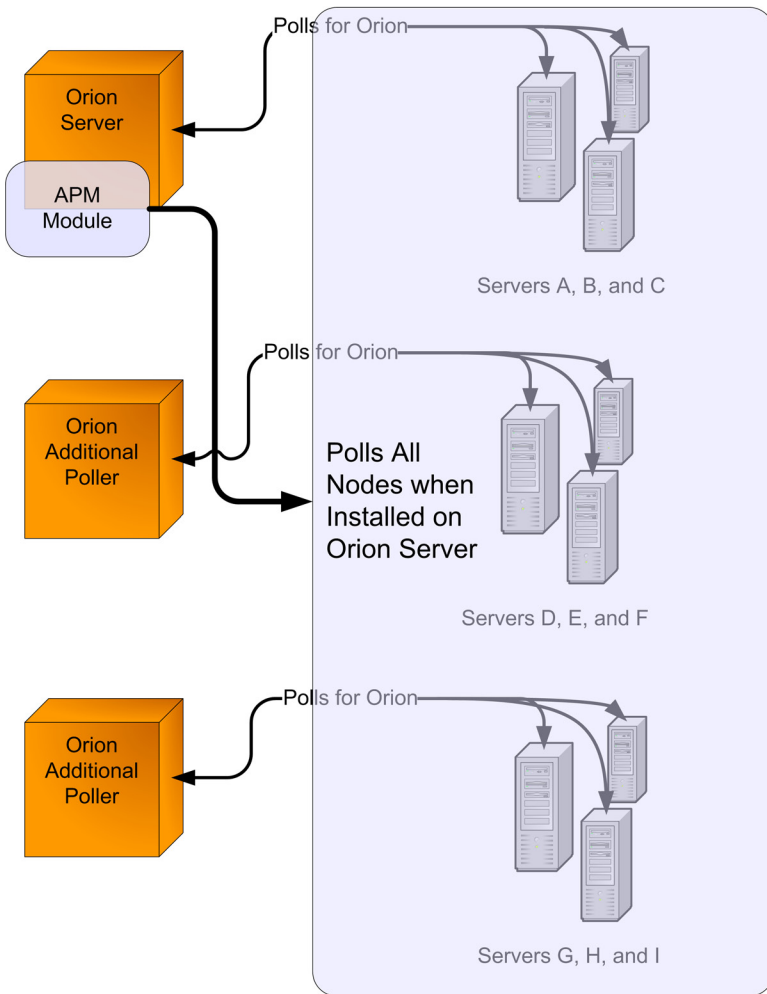 Polls for Orion
Orion
Server
APM
Module
Servers A, B, and C
Polls for Orion
Orion
Additional
Poller
Polls All
Nodes when
Installed on
Orion Server
Servers D, E, and F
Polls for Orion
Orion
Additional
Poller
Servers G, H, and I